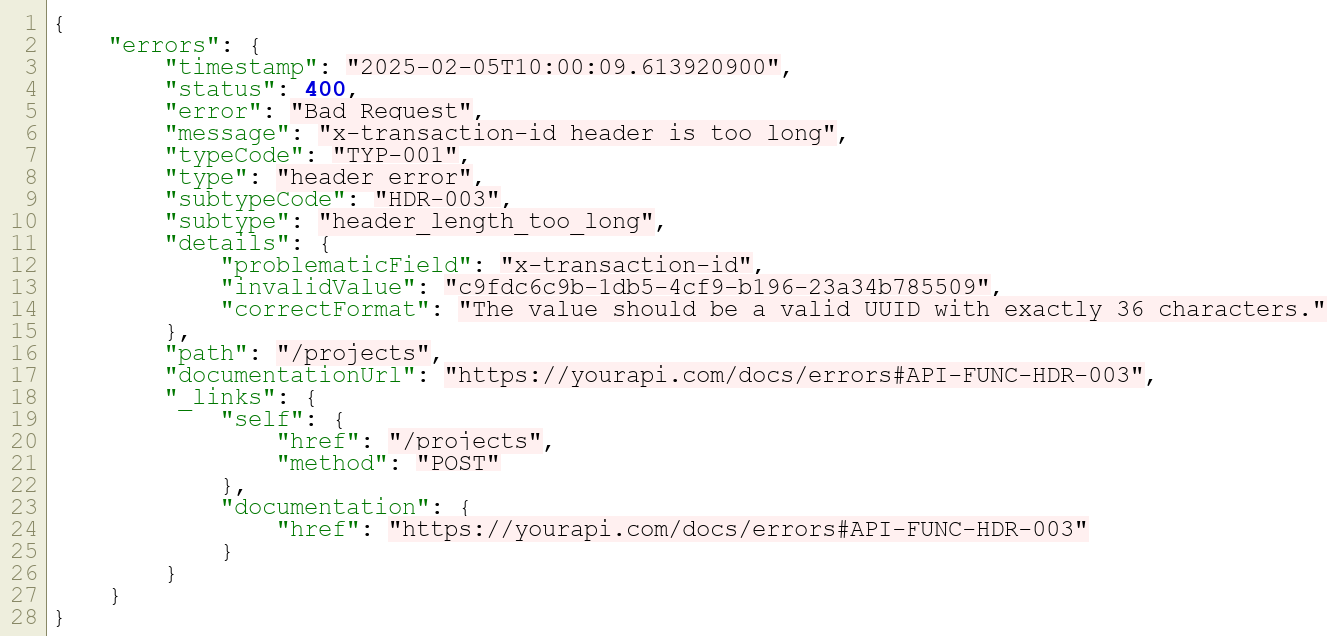 1 {
2     "errors": {
3         "timestamp": "2025-02-05T10:00:09.613920900",
4         "status": 400,
5         "error": "Bad Request",
6         "message": "x-transaction-id header is too long",
7         "typeCode": "TYP-001",
8         "type": "header_error",
9         "subtypeCode": "HDR-003",
10         "subtype": "header_length_too_long",
11         "details": {
12             "problematicField": "x-transaction-id",
13             "invalidValue": "c9fdc6c9b-1db5-4cf9-b196-23a34b785509",
14             "correctFormat": "The value should be a valid UUID with exactly 36 characters."
15         },
16         "path": "/projects",
17         "documentationUrl": "https://yourapi.com/docs/errors#API-FUNC-HDR-003",
18         "_links": {
19             "self": {
20                 "href": "/projects",
21                 "method": "POST"
22             },
23             "documentation": {
24                 "href": "https://yourapi.com/docs/errors#API-FUNC-HDR-003"
25             }
26         }
27     }
28 }